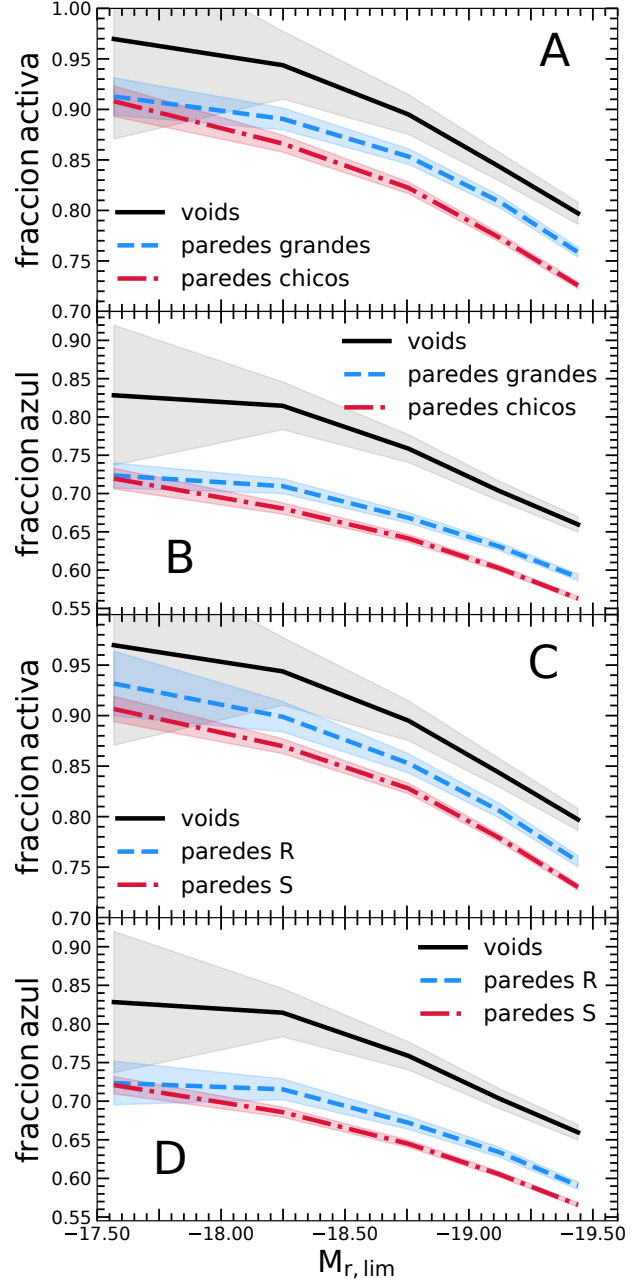 1.00
0.95
0.90
0.85
0.80
0.75
0.70
fraccion activa
A
voids
paredes grandes
paredes chicos
0.90
0.85
0.80
0.75
0.70
0.65
0.60
0.55
fraccion azul
B
voids
paredes grandes
paredes chicos
0.95
0.90
0.85
0.80
0.75
0.70
fraccion activa
C
voids
paredes R
paredes S
0.90
0.85
0.80
0.75
0.70
0.65
0.60
0.55
fraccion azul
D
voids
paredes R
paredes S
−17.50 −18.00 −18.50 −19.00 −19.50
Mr, lim